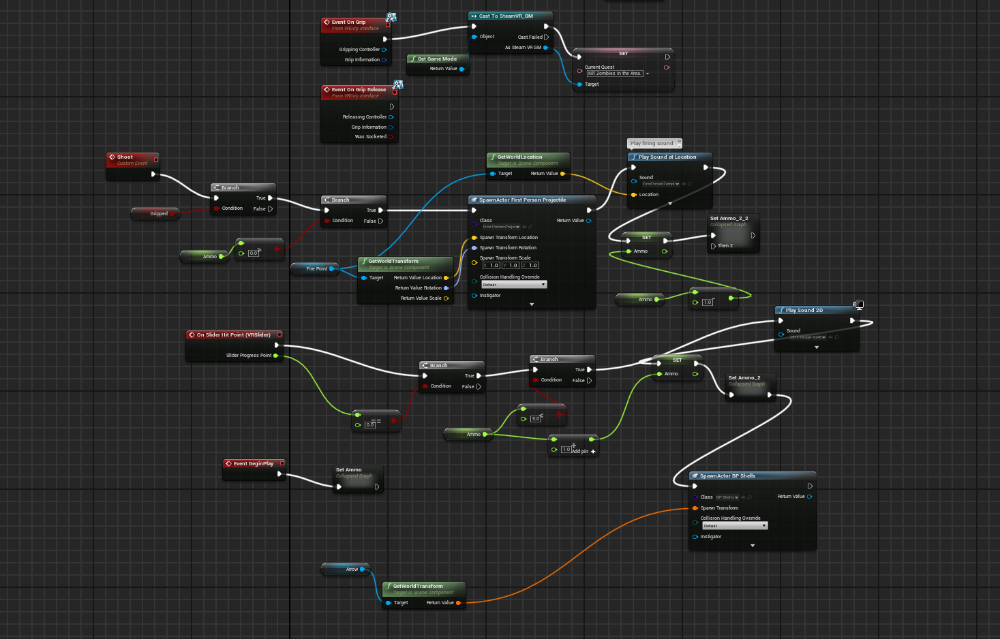 Event On Grip
From VRGrip Interface
Gripping Controller
Grip Information
Get Game Mode
Return Value
Cast To SteamVR_GM
Object
Cast Failed
As Steam VR GM
SET
Current Quest
Kill Zombies in the Area.
Target
Event On Grip Release
From VRGrip Interface
Releasing Controller
Grip Information
Was Socketed
Shoot
Custom Event
Gripped
Branch
True
Condition
False
Ammo
0.0
>
Branch
True
Condition
False
Fire Point
GetWorldTransform
Target is Scene Component
Target
Return Value Location
Return Value Rotation
Return Value Scale
GetWorldLocation
Target is Scene Component
Target
Return Value
SpawnActor First Person Projectile
Class
Return Value
Spawn Transform Location
Spawn Transform Rotation
Spawn Transform Scale
X 1.0 Y 1.0 Z 1.0
Collision Handling Override
Default
Instigator
Play firing sound
Play Sound at Location
Sound
FirstPersonTempl
Location
SET
Ammo
Set Ammo_2_2
Collapsed Graph
Then 2
Ammo
1.0
-
Play Sound 2D
Sound
On Slider Hit Point (VRSlider)
Slider Progress Point
0.0
==
Branch
True
Condition
False
Branch
True
Condition
False
Ammo
5.0
<
1.0
+
Add pin +
SET
Ammo
Set Ammo_2
Collapsed Graph
Event BeginPlay
Set Ammo
Collapsed Graph
SpawnActor BP Shells
Class
BP Shells
Return Value
Spawn Transform
Collision Handling Override
Default
Instigator
Arrow
GetWorldTransform
Target is Scene Component
Target
Return Value